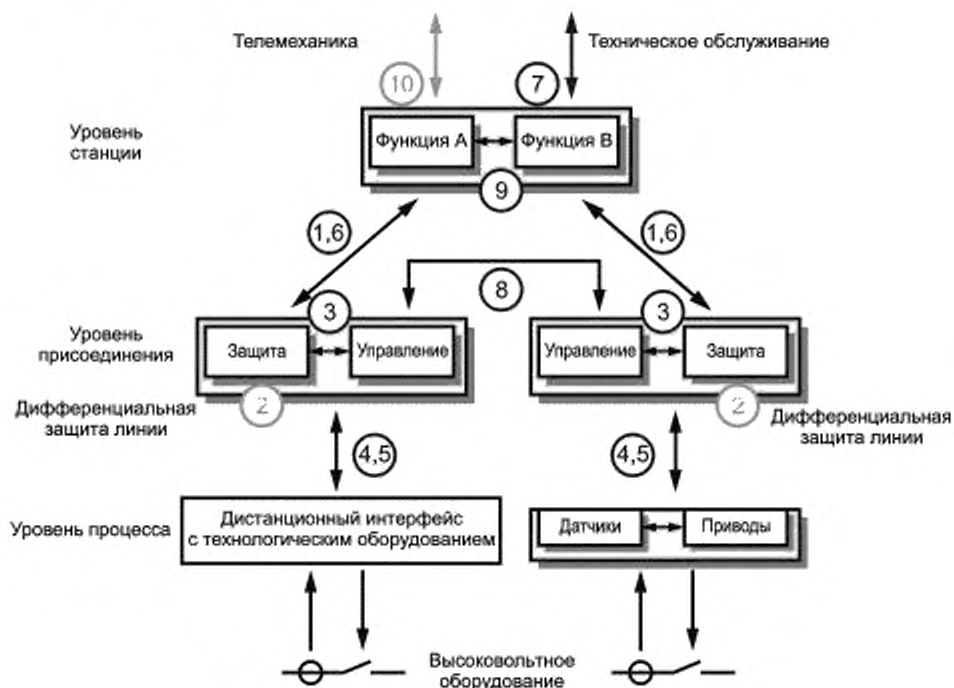 Телемеханика
Техническое обслуживание
10
7
Уровень
станции
Функция А
Функция В
9
1,6
1,6
8
3
3
Уровень
присоединения
Защита
Управление
Управление
Защита
2
2
Дифференциальная
защита линии
Дифференциальная
защита линии
4,5
4,5
Уровень процесса
Дистанционный интерфейс
с технологическим оборудованием
Датчики
Приводы
Высоковольтное
оборудование